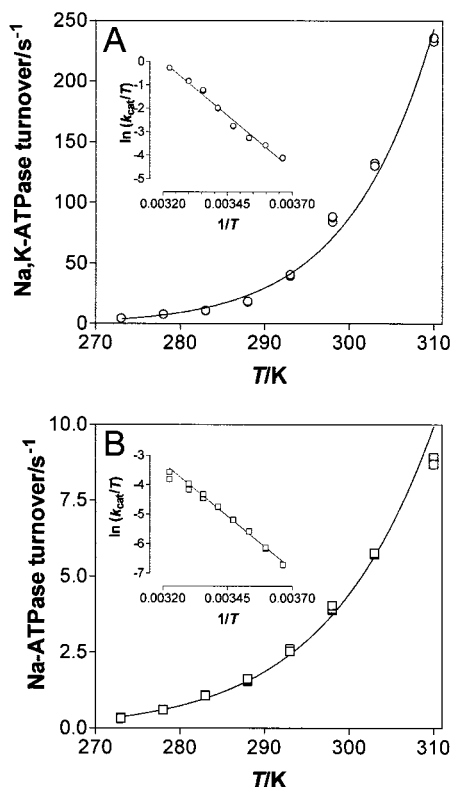 A
Na,K-ATPase turnover/s⁻¹
250
200
150
100
50
0
270 280 290 300 310
T/K
ln (k_cat/T)
0
-1
-2
-3
-4
-5
0.00320 0.00345 0.00370
1/T
B
Na-ATPase turnover/s⁻¹
10.0
7.5
5.0
2.5
0.0
270 280 290 300 310
T/K
ln (k_cat/T)
-3
-4
-5
-6
-7
0.00320 0.00345 0.00370
1/T